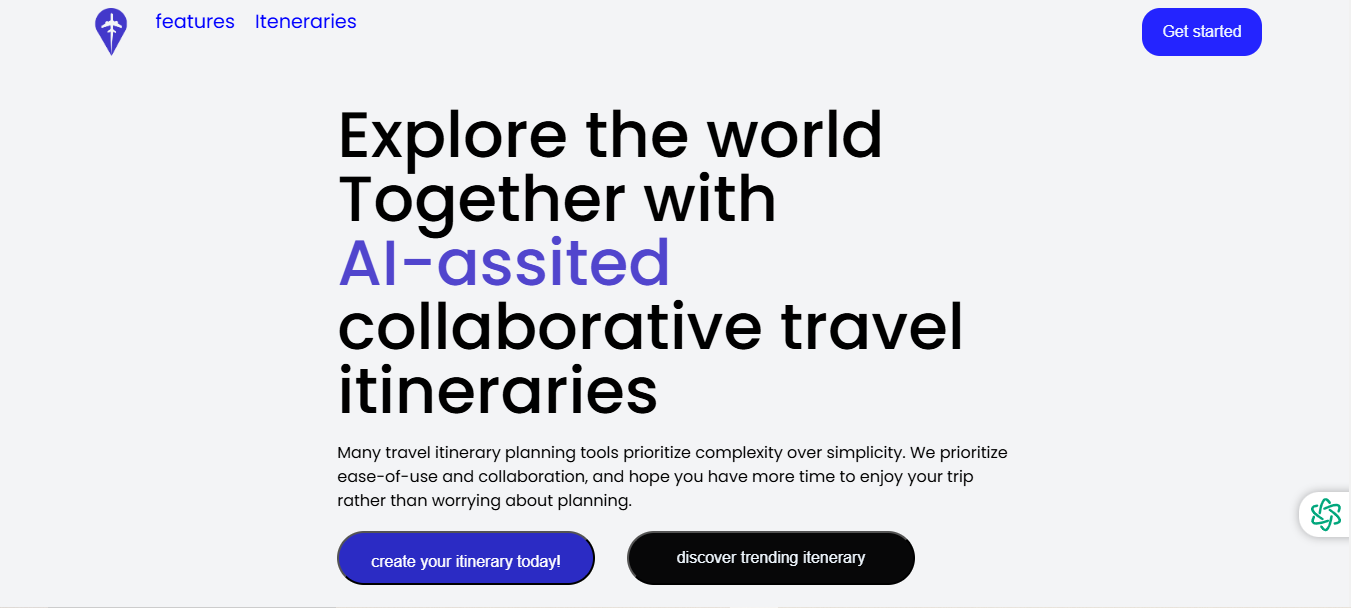 features Iteneraries Get started
Explore the world
Together with
AI-assited
collaborative travel
itineraries
Many travel itinerary planning tools prioritize complexity over simplicity. We prioritize
ease-of-use and collaboration, and hope you have more time to enjoy your trip
rather than worrying about planning.
create your itinerary today! discover trending itenerary